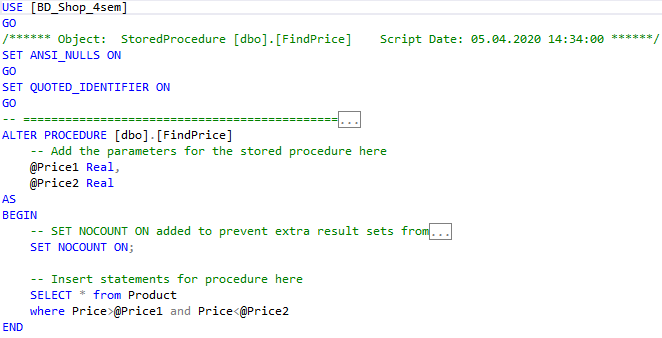 USE [BD_Shop_4sem]
GO
/****** Object:  StoredProcedure [dbo].[FindPrice]    Script Date: 05.04.2020 14:34:00 ******/
SET ANSI_NULLS ON
GO
SET QUOTED_IDENTIFIER ON
GO
-- =============================================...
ALTER PROCEDURE [dbo].[FindPrice]
    -- Add the parameters for the stored procedure here
    @Price1 Real,
    @Price2 Real
AS
BEGIN
    -- SET NOCOUNT ON added to prevent extra result sets from...
    SET NOCOUNT ON;
    -- Insert statements for procedure here
    SELECT * from Product
    where Price>@Price1 and Price<@Price2
END